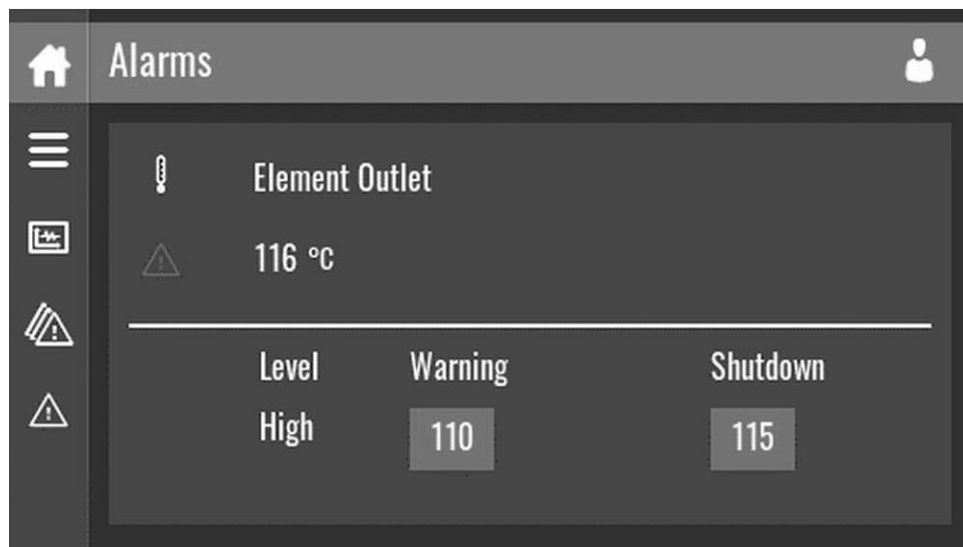 Alarms
Element Outlet
116 °C
Level Warning Shutdown
High 110 115